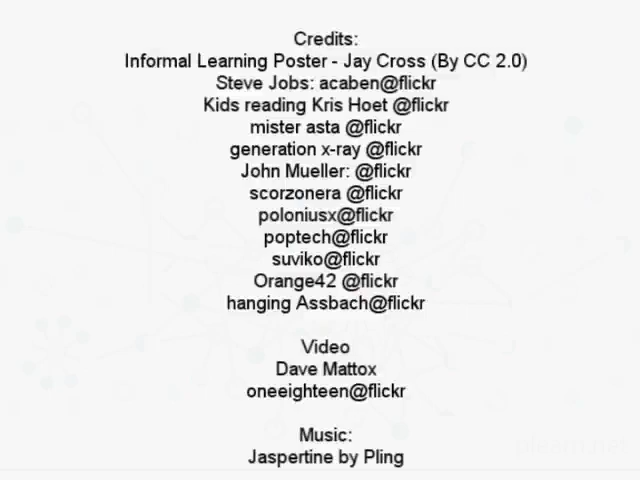 Credits:
Informal Learning Poster - Jay Cross (By CC 2.0)
Steve Jobs: acaben@flickr
Kids reading Kris Hoet @flickr
mister asta @flickr
generation x-ray @flickr
John Mueller: @flickr
scorzonera @flickr
poloniusx@flickr
poptech@flickr
suviko@flickr
Orange42 @flickr
hanging Assbach@flickr
Video
Dave Mattox
oneeighteen@flickr
Music:
Jaspertine by Pling